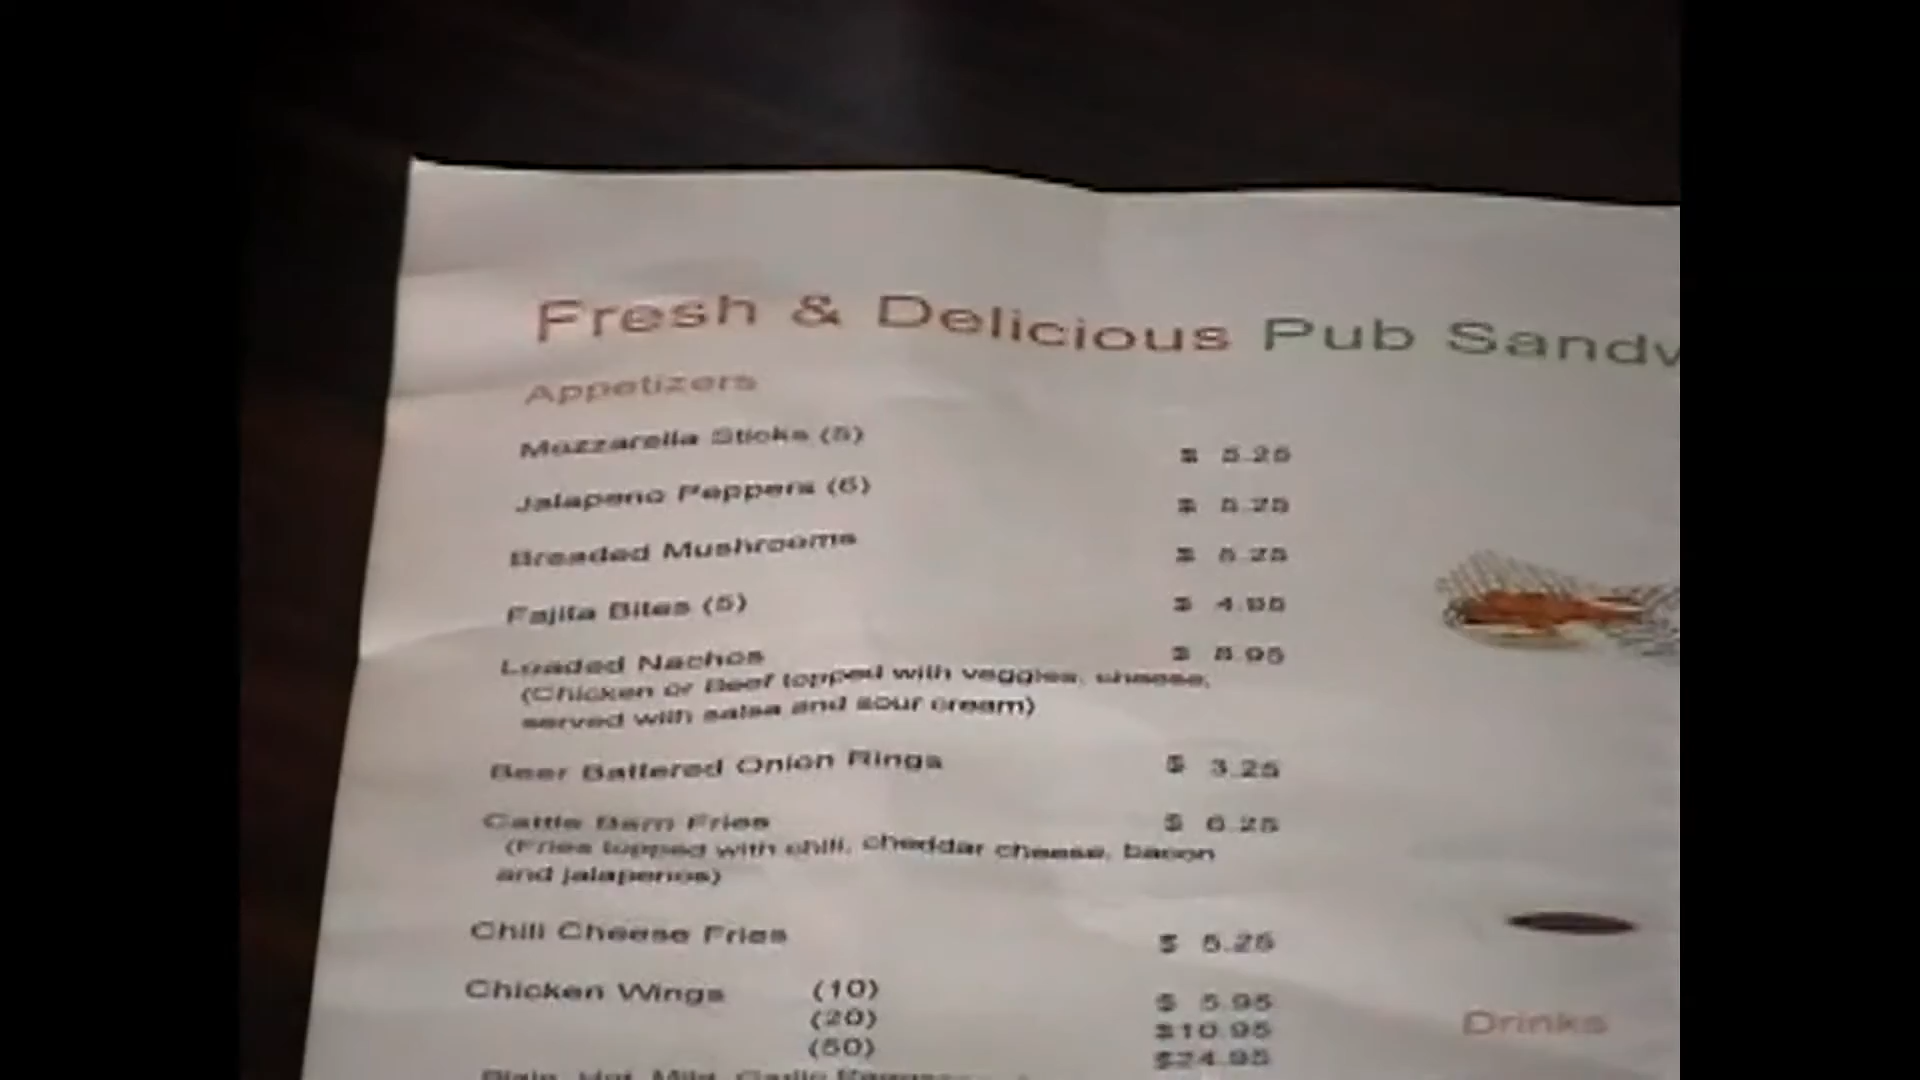 Fresh & Delicious Pub Sandw
Appetizers
Mozzarella Sticks (5) $ 5.25
Jalapeno Peppers (6) $ 5.25
Breaded Mushrooms $ 5.25
Fajita Bites (5) $ 4.95
Loaded Nachos $ 8.95
(Chicken or Beef topped with veggies, cheese,
served with salsa and sour cream)
Beer Battered Onion Rings $ 3.25
Cattle Barn Fries $ 6.25
(Fries topped with chili, cheddar cheese, bacon
and jalapenos)
Chili Cheese Fries $ 5.25
Chicken Wings (10) $ 5.95
(20) $10.95
(50) $24.95
Plain, Hot, Mild, Garlic
Drinks